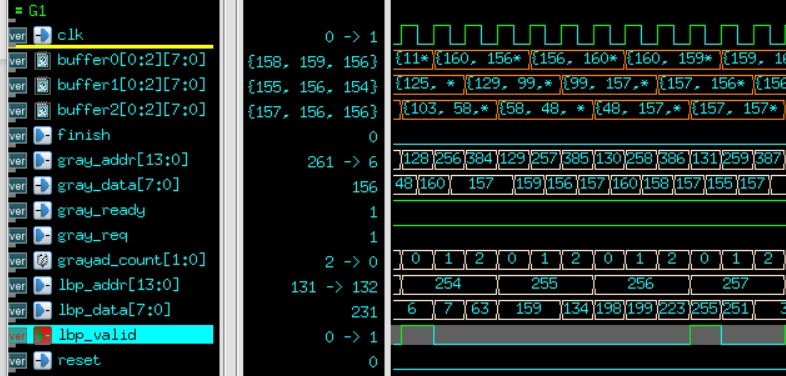 = G1
ver clk 0 -> 1
ver buffer0[0:2][7:0] {158, 159, 156} {11* {160, 156* {156, 160* {160, 159* {159, 16
ver buffer1[0:2][7:0] {155, 156, 154} {125, * {129, 99,* {99, 157,* {157, 156* {156
ver buffer2[0:2][7:0] {157, 156, 156} {103, 58,* {58, 48, * {48, 157,* {157, 157*
ver finish 0
ver gray_addr[13:0] 261 -> 6 128 256 384 129 257 385 130 258 386 131 259 387
ver gray_data[7:0] 156 48 160 157 159 156 157 160 158 157 155 157
ver gray_ready 1
ver gray_req 1
ver grayad_count[1:0] 2 -> 0 0 1 2 0 1 2 0 1 2 0 1 2
ver lbp_addr[13:0] 131 -> 132 254 255 256 257
ver lbp_data[7:0] 231 6 7 63 159 134 198 199 223 255 251 3
ver lbp_valid 0 -> 1
ver reset 0